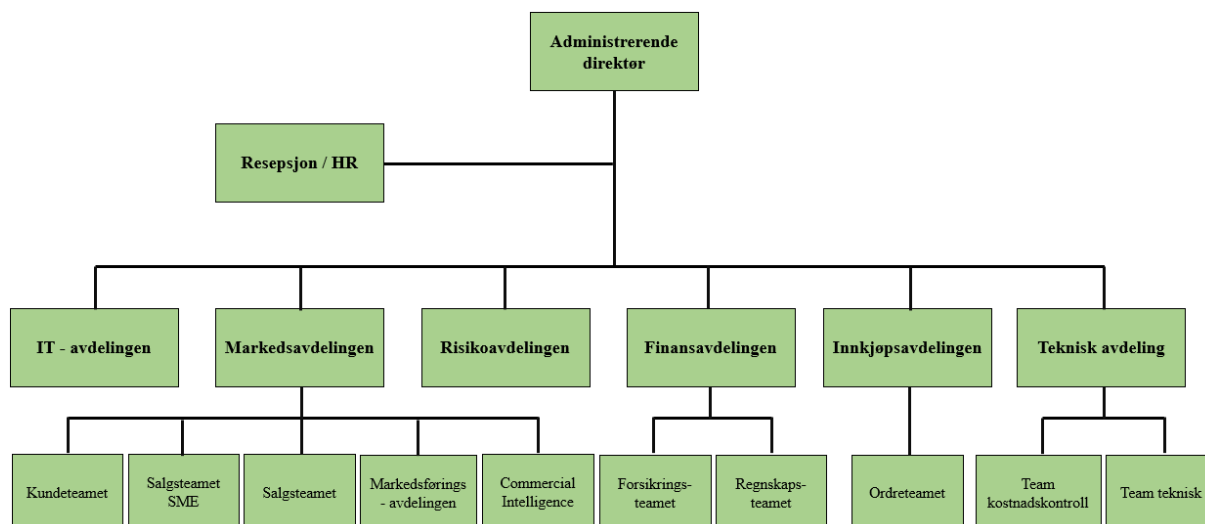 Administrerende
direktør
Resepsjon / HR
IT - avdelingen
Markedsavdelingen
Risikoavdelingen
Finansavdelingen
Innkjøpsavdelingen
Teknisk avdeling
Kundeteamet
Salgsteamet
SME
Salgsteamet
Markedsførings
- avdelingen
Commercial
Intelligence
Forsikrings-
teamet
Regnskaps-
teamet
Ordreteamet
Team
kostnadskontroll
Team teknisk